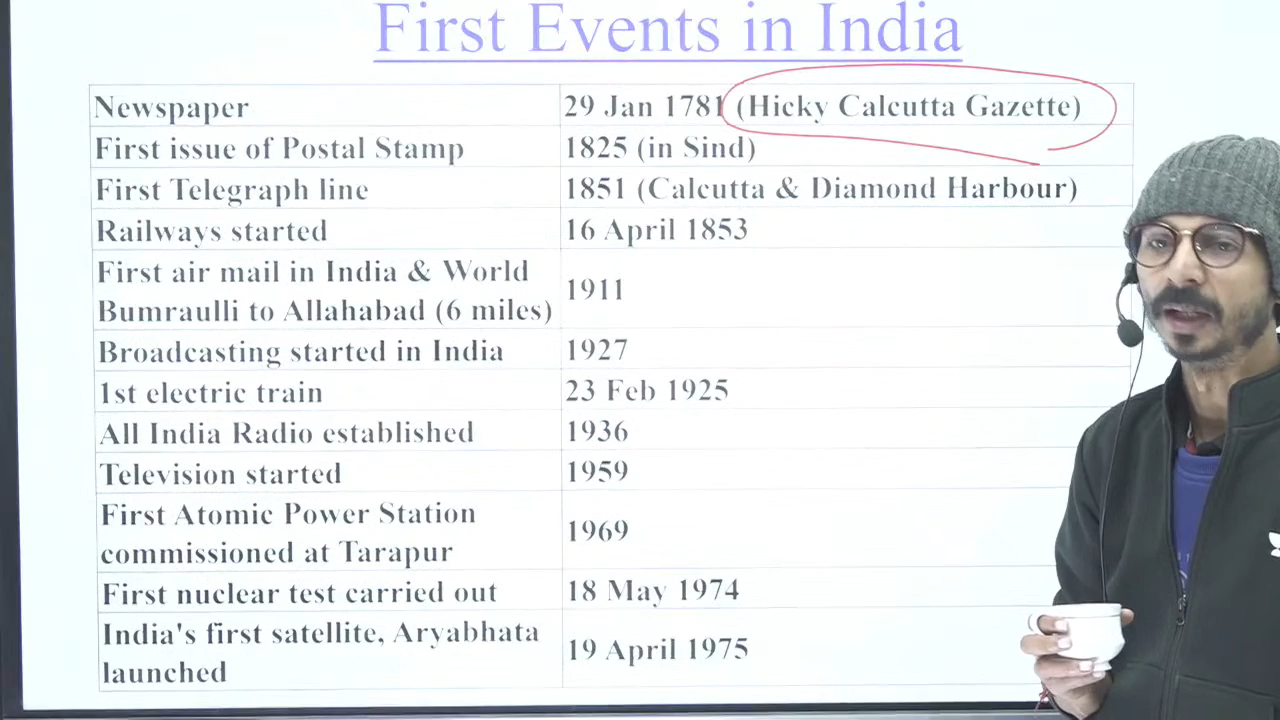 First Events in India
Newspaper 29 Jan 1781 (Hicky Calcutta Gazette)
First issue of Postal Stamp 1825 (in Sind)
First Telegraph line 1851 (Calcutta & Diamond Harbour)
Railways started 16 April 1853
First air mail in India & World
Bumraulli to Allahabad (6 miles) 1911
Broadcasting started in India 1927
1st electric train 23 Feb 1925
All India Radio established 1936
Television started 1959
First Atomic Power Station
commissioned at Tarapur 1969
First nuclear test carried out 18 May 1974
India's first satellite, Aryabhata
launched 19 April 1975